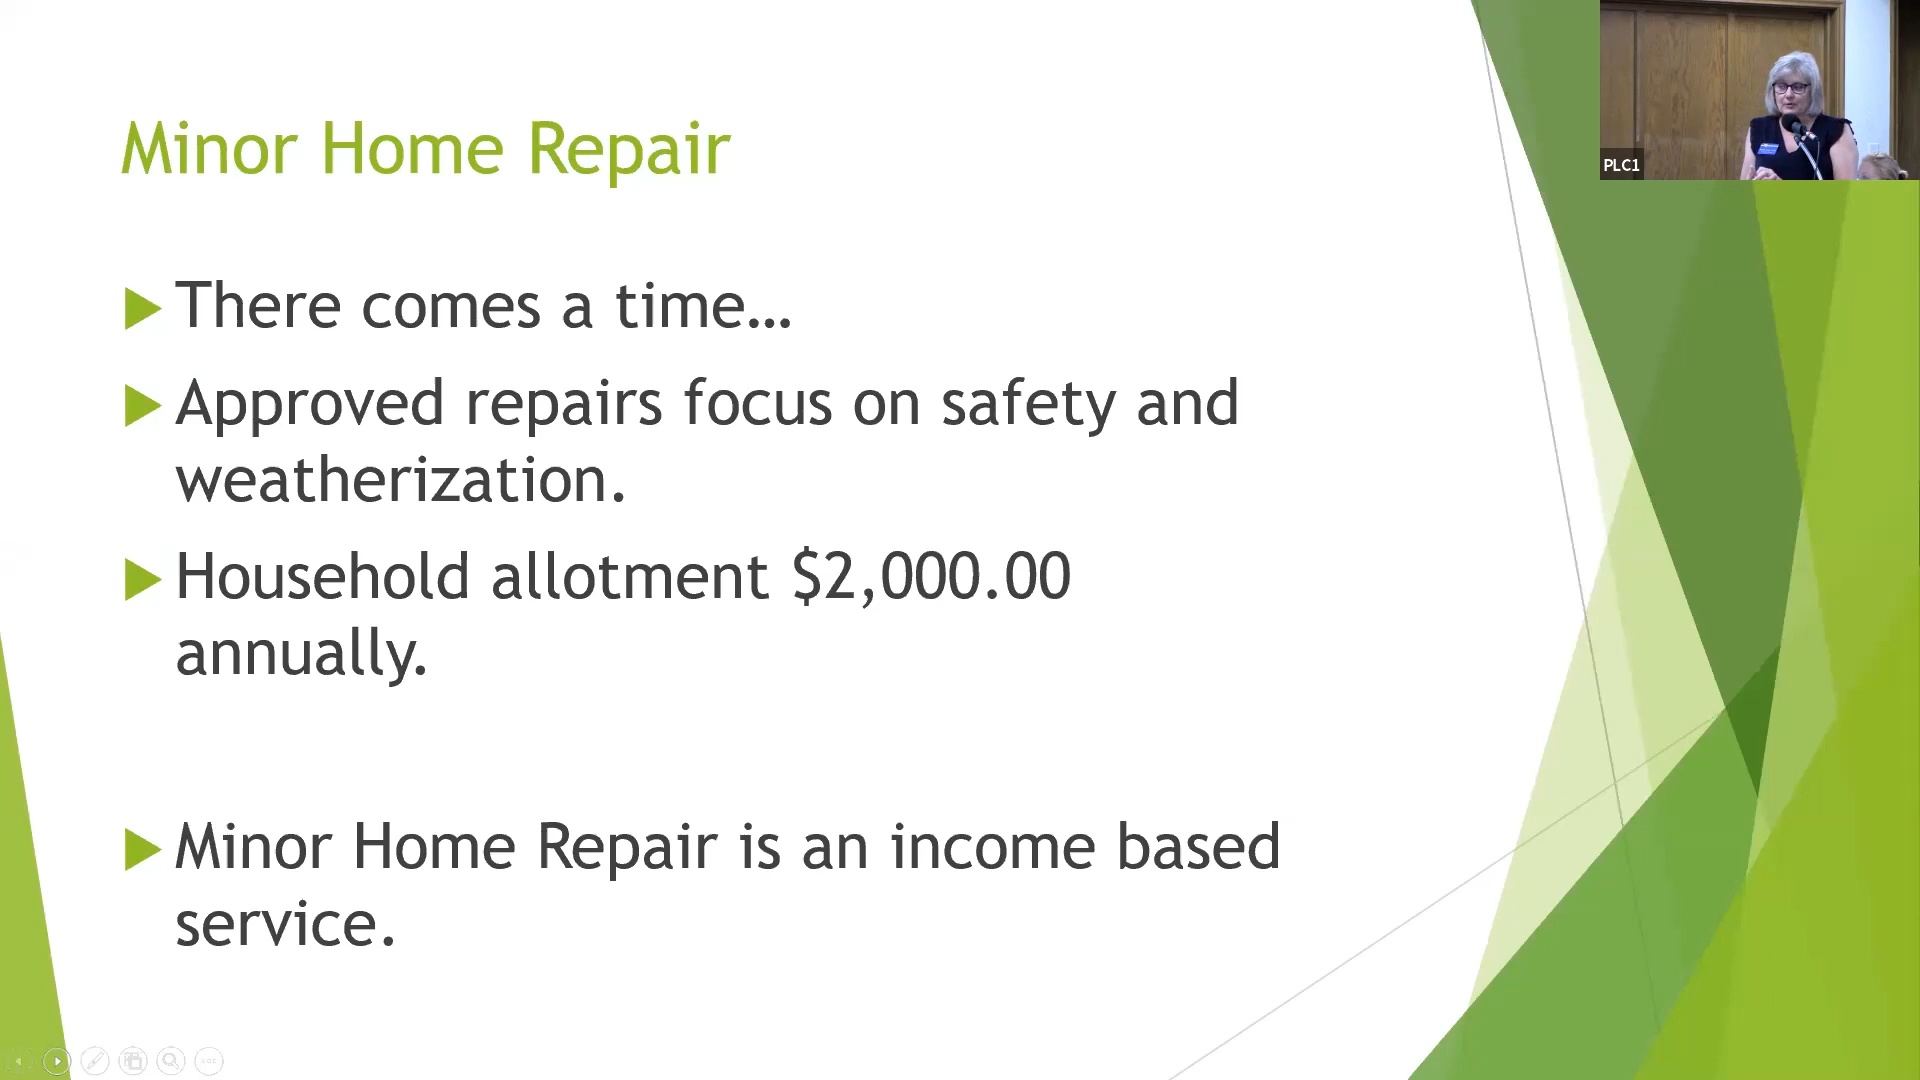 PLC1
Minor Home Repair
There comes a time...
Approved repairs focus on safety and
weatherization.
Household allotment $2,000.00
annually.
Minor Home Repair is an income based
service.